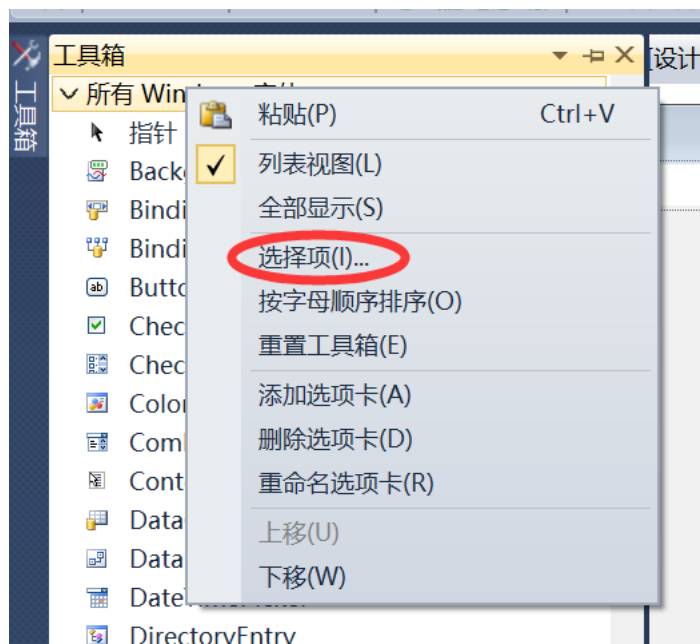 工具箱
[设计
工具箱
所有 Win
粘贴(P) Ctrl+V
指针
列表视图(L)
Back
全部显示(S)
Bindi
Bindi
选择项(I)...
Butto
按字母顺序排序(O)
Chec
重置工具箱(E)
Chec
Color
添加选项卡(A)
Com
删除选项卡(D)
Cont
重命名选项卡(R)
Data
上移(U)
Data
下移(W)
DateTimePicker
DirectoryEntry